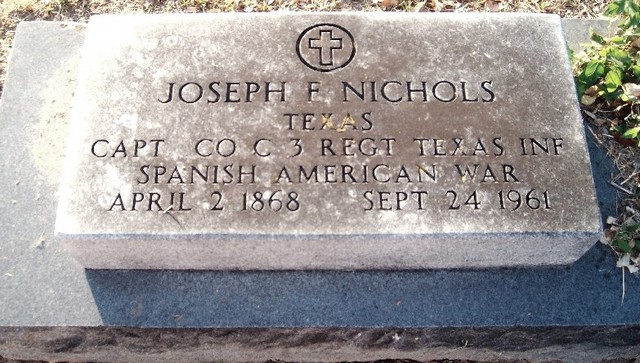 JOSEPH F NICHOLS
TEXAS
CAPT CO C 3 REGT TEXAS INF
SPANISH AMERICAN WAR
APRIL 2 1868 SEPT 24 1961